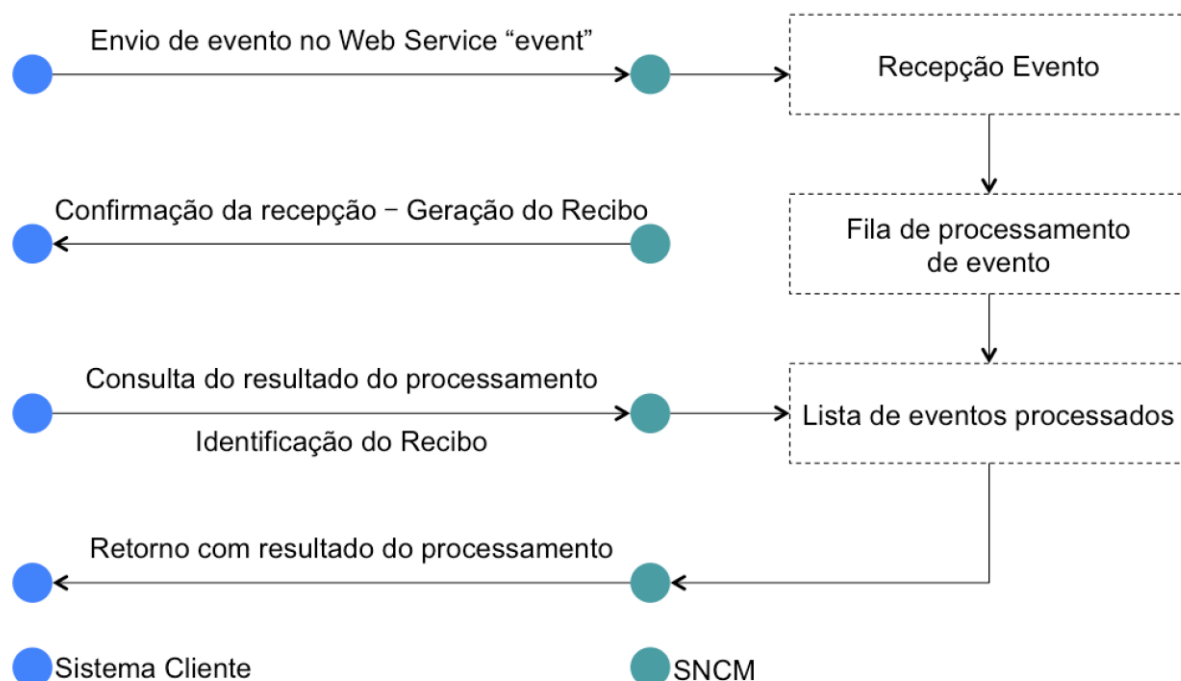 Envio de evento no Web Service “event”
Recepção Evento
Confirmação da recepção – Geração do Recibo
Fila de processamento
de evento
Consulta do resultado do processamento
Identificação do Recibo
Lista de eventos processados
Retorno com resultado do processamento
Sistema Cliente
SNCM